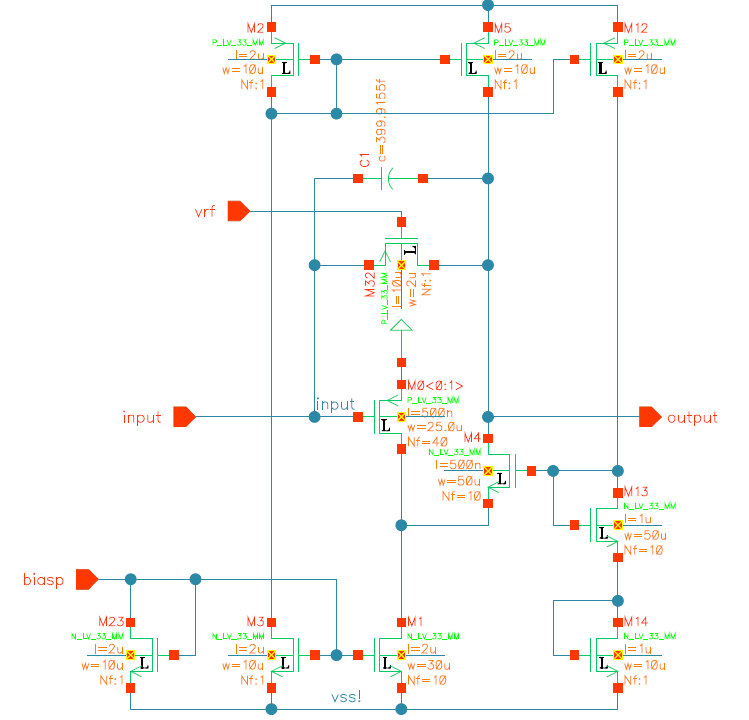 M2
P_LV_33_MM
l=2u
w=10u
Nf:1
L
M5
P_LV_33_MM
l=2u
w=10u
Nf:1
L
M12
P_LV_33_MM
l=2u
w=10u
Nf:1
L
C1
c=399.9155f
vrf
M32
P_LV_33_MM
l=10u
w=2u
Nf:1
L
input
input
M0<0:1>
P_LV_33_MM
l=500n
w=25.0u
Nf=40
L
output
M4
N_LV_33_MM
l=500n
w=50u
Nf=10
L
M13
N_LV_33_MM
l=1u
w=50u
Nf=10
L
biasp
M23
N_LV_33_MM
l=2u
w=10u
Nf:1
L
M3
N_LV_33_MM
l=2u
w=10u
Nf:1
L
M1
N_LV_33_MM
l=2u
w=30u
Nf=10
L
M14
N_LV_33_MM
l=1u
w=10u
Nf:1
L
vss!